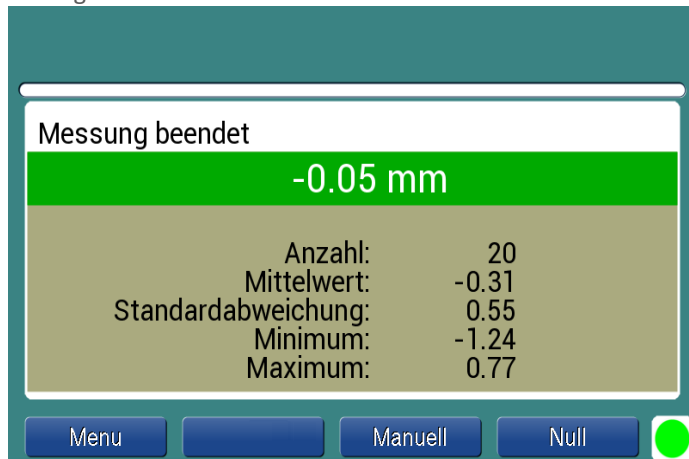 Messung beendet
-0.05 mm
Anzahl: 20
Mittelwert: -0.31
Standardabweichung: 0.55
Minimum: -1.24
Maximum: 0.77
Menu Manuell Null